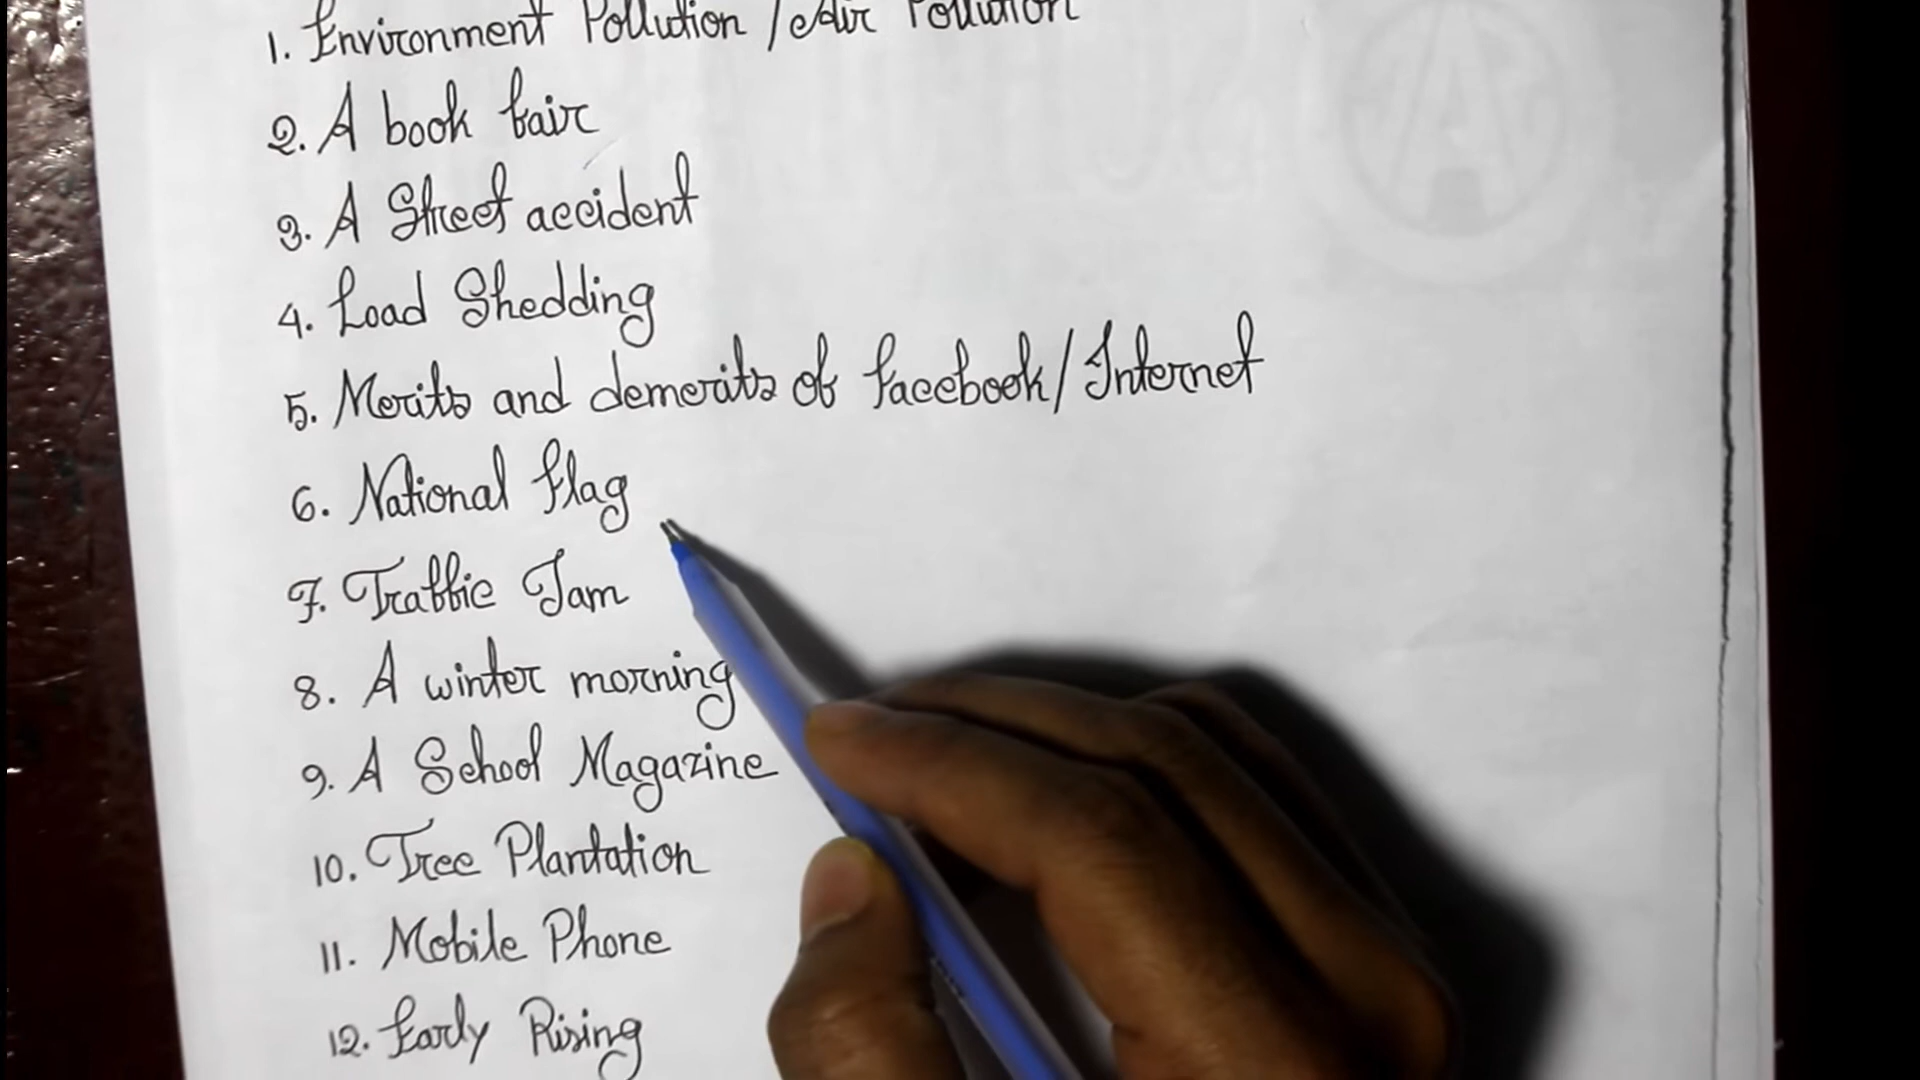 1. Environment Pollution / Air Pollution
2. A book fair
3. A Street accident
4. Load Shedding
5. Merits and demerits of facebook/Internet
6. National flag
7. Traffic Jam
8. A winter morning
9. A School Magazine
10. Tree Plantation
11. Mobile Phone
12. Early Rising